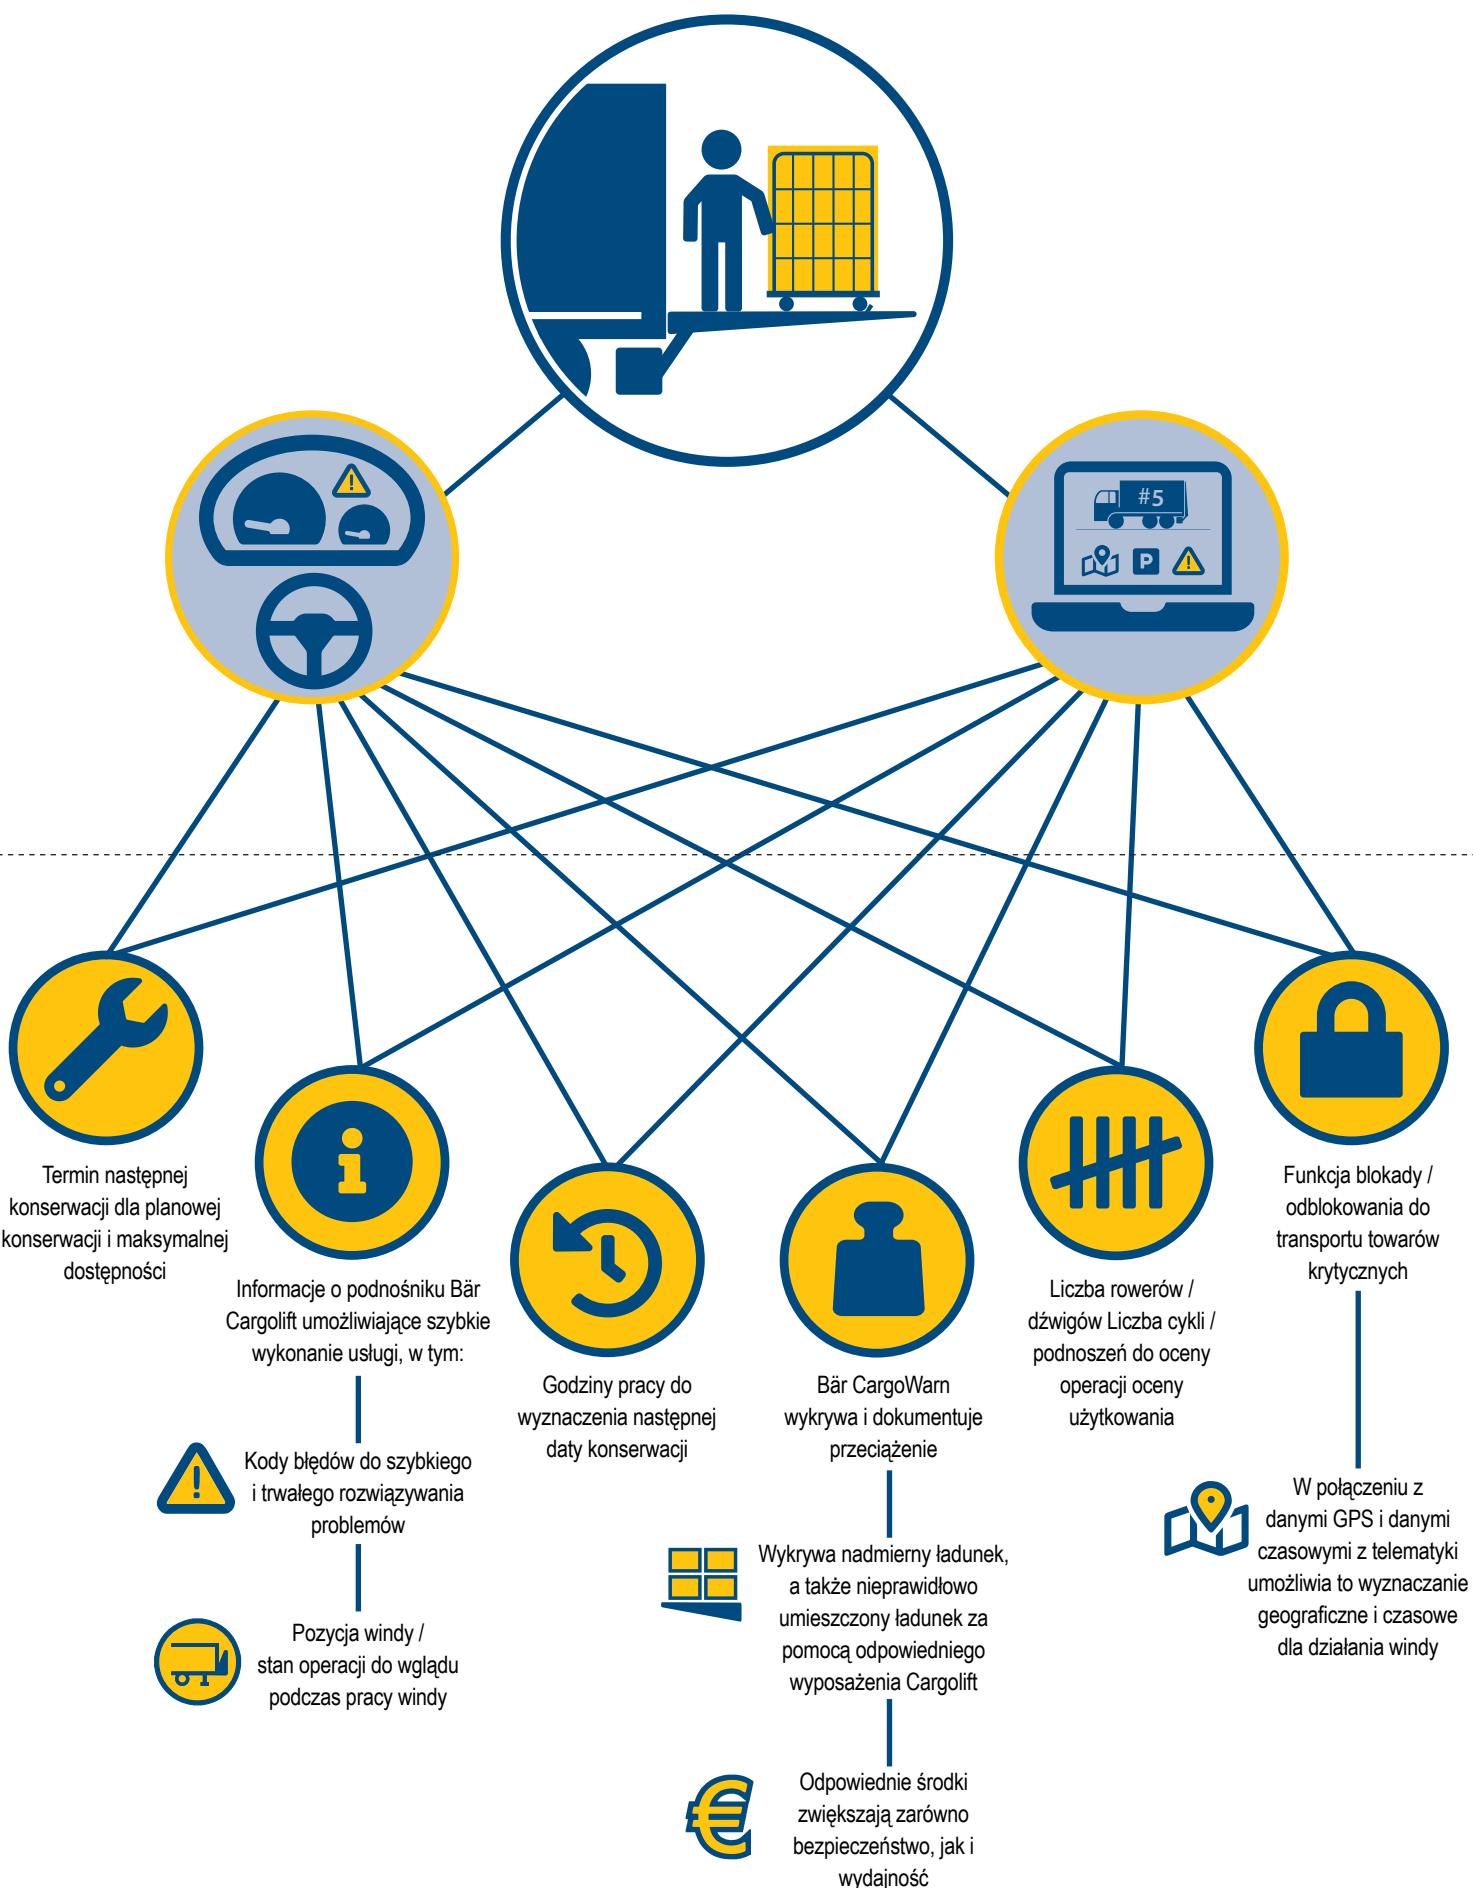 #5
P
Termin następnej
konserwacji dla planowej
konserwacji i maksymalnej
dostępności
Informacje o podnośniku Bär
Cargolift umożliwiające szybkie
wykonanie usługi, w tym:
Kody błędów do szybkiego
i trwałego rozwiązywania
problemów
Pozycja windy /
stan operacji do wglądu
podczas pracy windy
Godziny pracy do
wyznaczenia następnej
daty konserwacji
Bär CargoWarn
wykrywa i dokumentuje
przeciążenie
Wykrywa nadmierny ładunek,
a także nieprawidłowo
umieszczony ładunek za
pomocą odpowiedniego
wyposażenia Cargolift
Odpowiednie środki
zwiększają zarówno
bezpieczeństwo, jak i
wydajność
Liczba rowerów /
dźwigów Liczba cykli /
podnoszeń do oceny
operacji oceny
użytkowania
Funkcja blokady /
odblokowania do
transportu towarów
krytycznych
W połączeniu z
danymi GPS i danymi
czasowymi z telematyki
umożliwia to wyznaczanie
geograficzne i czasowe
dla działania windy